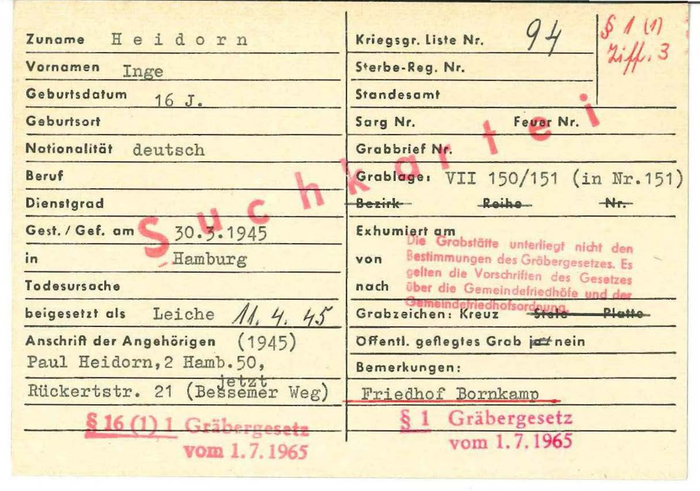 Zuname Heidorn
Vornamen Inge
Geburtsdatum 16 J.
Geburtsort
Nationalität deutsch
Beruf
Dienstgrad
Gest. / Gef. am 30.3.1945
in Hamburg
Todesursache
beigesetzt als Leiche 11.4.45
Anschrift der Angehörigen (1945)
Paul Heidorn,2 Hamb.50,
jetzt
Rückertstr. 21 (Bessemer Weg)
§ 16 (1) 1 Gräbergesetz
vom 1.7.1965
Suchkartei
Kriegsgr. Liste Nr. 94
§ 1 (1)
Ziff. 3
Sterbe-Reg. Nr.
Standesamt
Sarg Nr. Feuer Nr.
Grabbrief Nr.
Grablage: VII 150/151 (in Nr.151)
Bezirk Reihe Nr.
Exhumiert am
von
nach
Die Grabstätte unterliegt nicht den
Bestimmungen des Gräbergesetzes. Es
gelten die Vorschriften des Gesetzes
über die Gemeindefriedhöfe und der
Gemeindefriedhofsordnung.
Grabzeichen: Kreuz Stele Platte
Öffentl. gepflegtes Grab ja: nein
Bemerkungen:
Friedhof Bornkamp
§ 1 Gräbergesetz
vom 1.7.1965